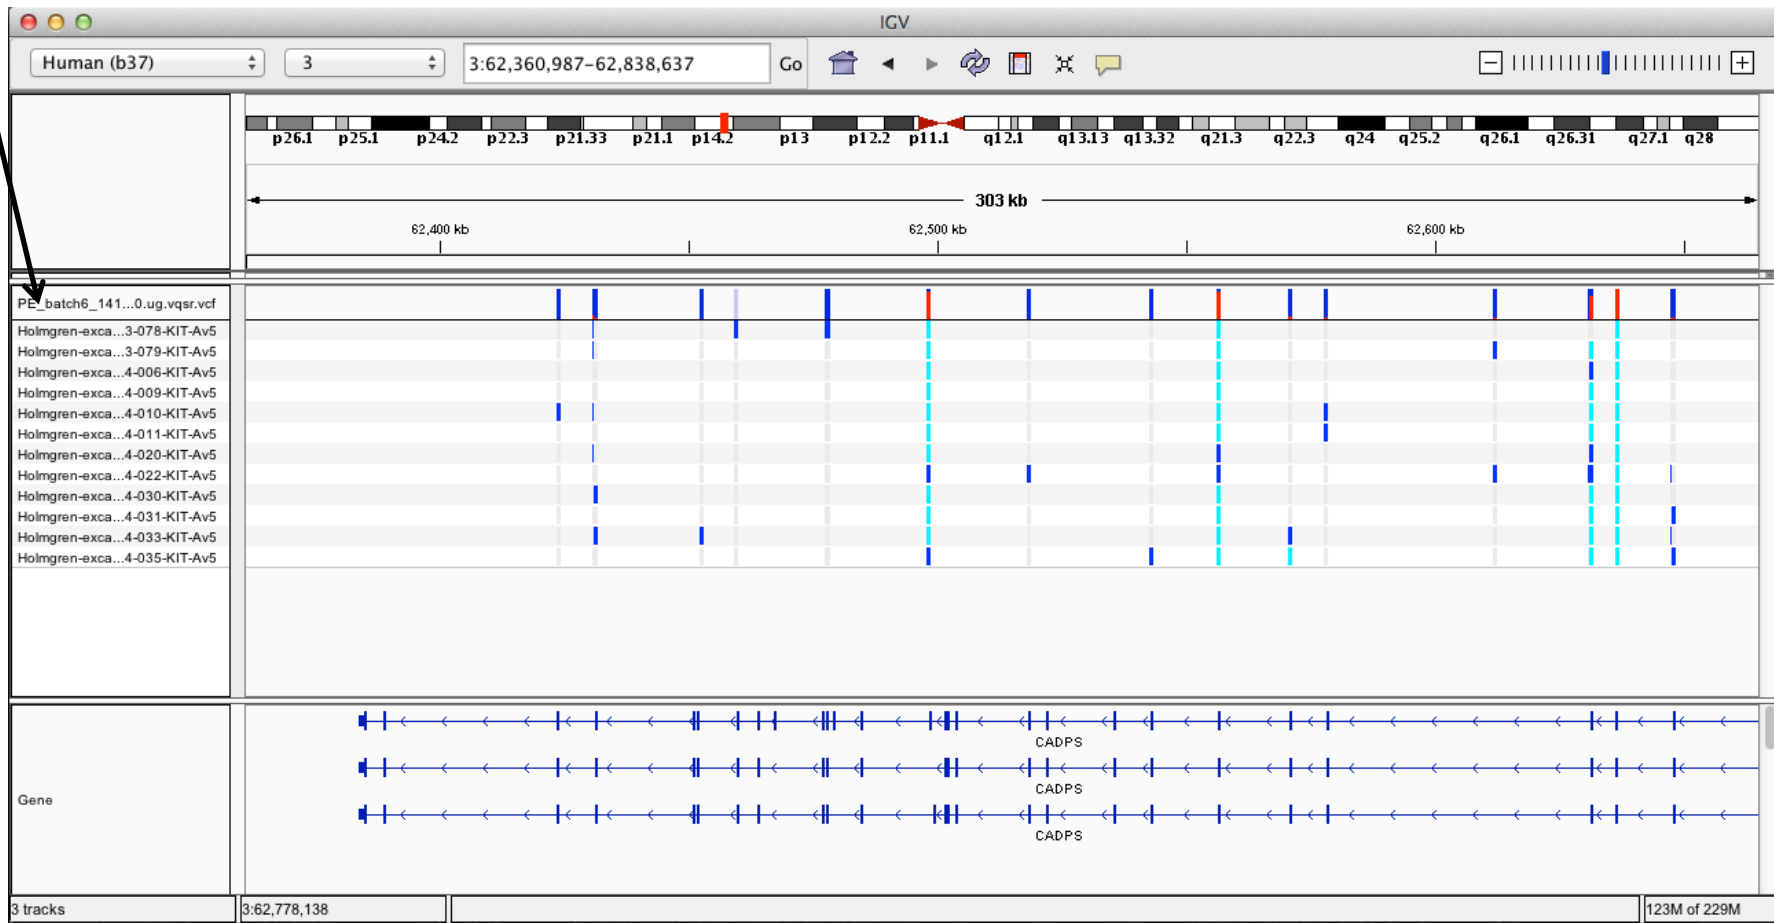 IGV
Human (b37) 3 3:62,360,987-62,838,637 Go
p26.1 p25.1 p24.2 p22.3 p21.33 p21.1 p14.2 p13 p12.2 p11.1 q12.1 q13.13 q13.32 q21.3 q22.3 q24 q25.2 q26.1 q26.31 q27.1 q28
303 kb
62,400 kb 62,500 kb 62,600 kb
PE_batch6_141...0.ug.vqsr.vcf
Holmgren-exca...3-078-KIT-Av5
Holmgren-exca...3-079-KIT-Av5
Holmgren-exca...4-006-KIT-Av5
Holmgren-exca...4-009-KIT-Av5
Holmgren-exca...4-010-KIT-Av5
Holmgren-exca...4-011-KIT-Av5
Holmgren-exca...4-020-KIT-Av5
Holmgren-exca...4-022-KIT-Av5
Holmgren-exca...4-030-KIT-Av5
Holmgren-exca...4-031-KIT-Av5
Holmgren-exca...4-033-KIT-Av5
Holmgren-exca...4-035-KIT-Av5
CADPS
CADPS
Gene
CADPS
3 tracks 3:62,778,138 123M of 229M